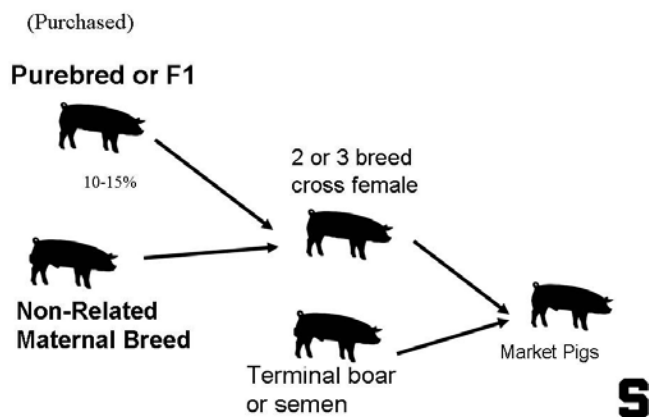 (Purchased)
Purebred or F1
10-15%
2 or 3 breed
cross female
Non-Related
Maternal Breed
Terminal boar
or semen
Market Pigs
S